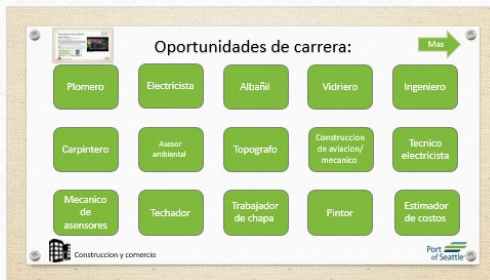 Oportunidades de carrera:
Mas
Plomero
Electricista
Albañil
Vidriero
Ingeniero
Carpintero
Asesor
ambiental
Topografo
Construccion
de aviacion/
mecanico
Tecnico
electricista
Mecanico
de
asensores
Techador
Trabajador
de chapa
Pintor
Estimador
de costos
Construccion y comercio
Port
of Seattle